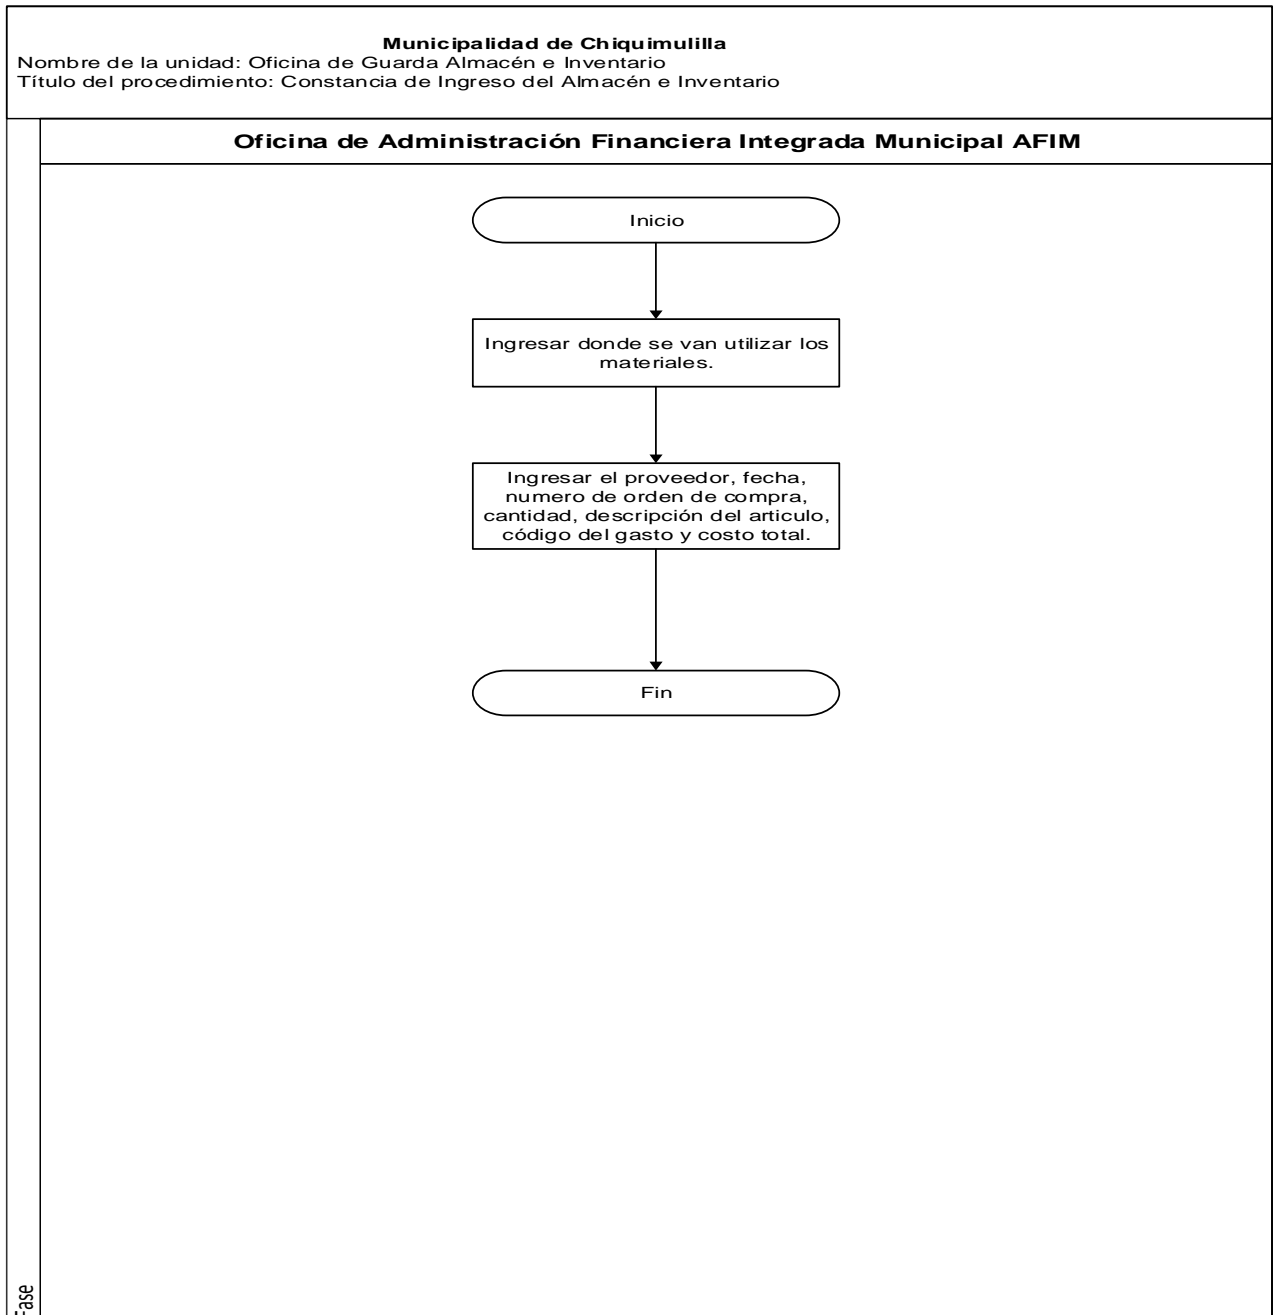 Municipalidad de Chiquimulilla
Nombre de la unidad: Oficina de Guarda Almacén e Inventario
Título del procedimiento: Constancia de Ingreso del Almacén e Inventario
Oficina de Administración Financiera Integrada Municipal AFIM
Inicio
Ingresar donde se van utilizar los
materiales.
Ingresar el proveedor, fecha,
numero de orden de compra,
cantidad, descripción del articulo,
código del gasto y costo total.
Fin
Fase